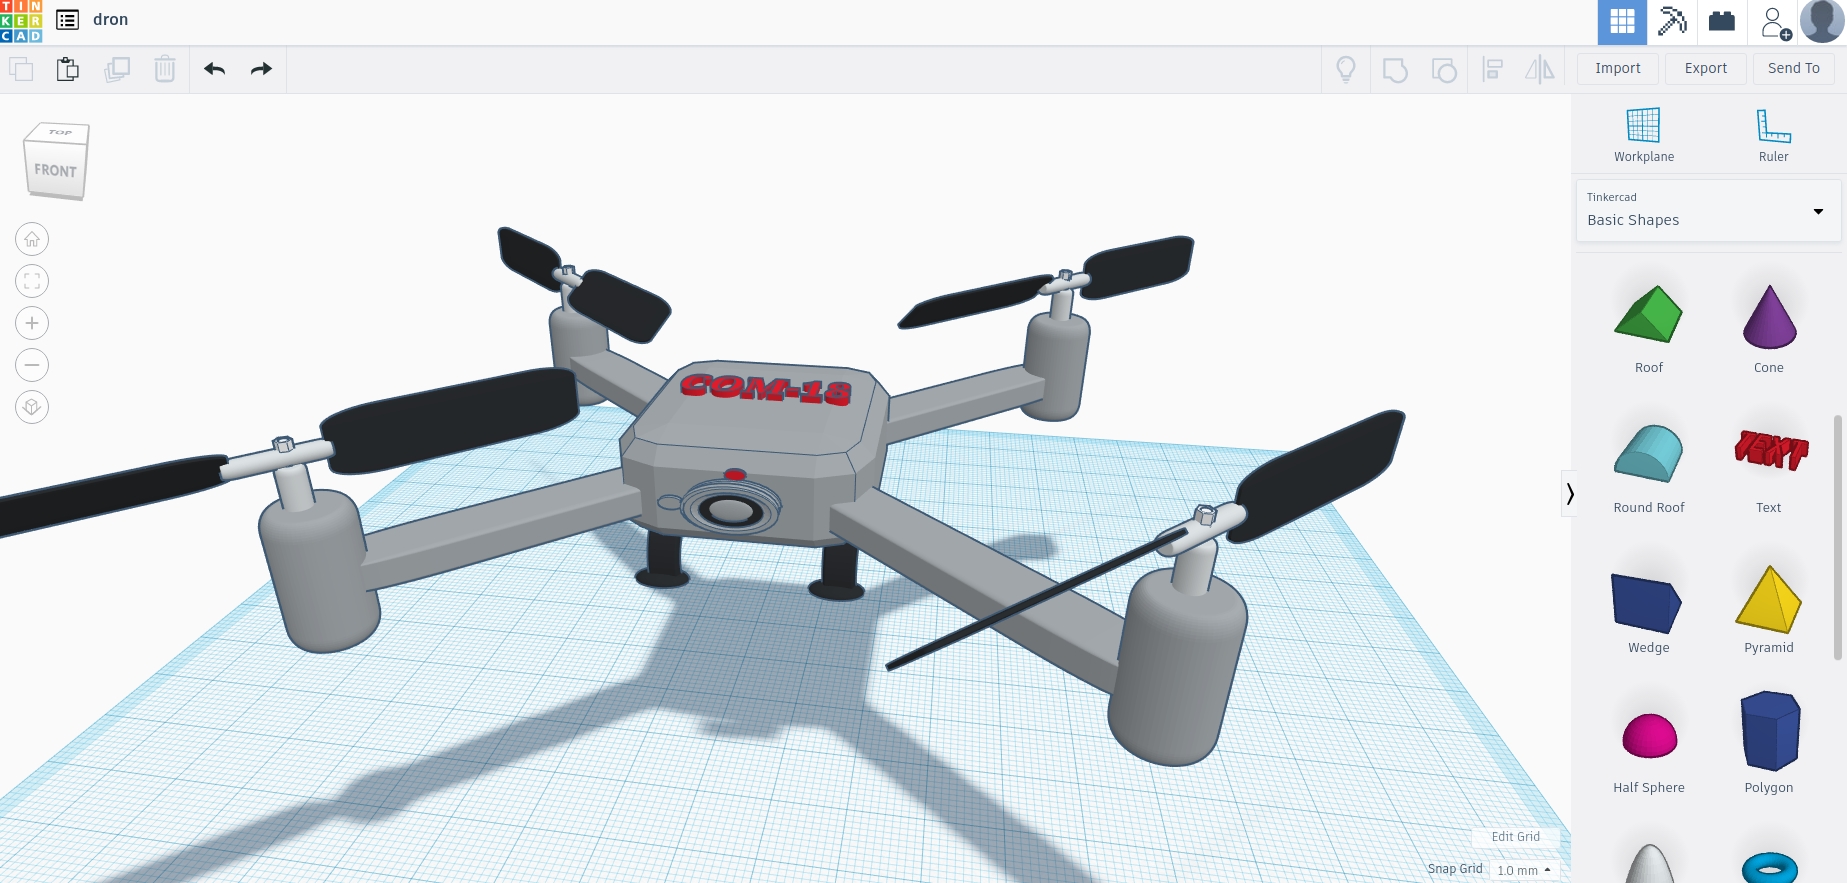 TIN
KER
CAD
dron
Import
Export
Send To
TOP
FRONT
Workplane
Ruler
Tinkercad
Basic Shapes
COM-18
Roof
Cone
Round Roof
Text
TEXT
Wedge
Pyramid
Half Sphere
Polygon
Edit Grid
Snap Grid 1.0 mm